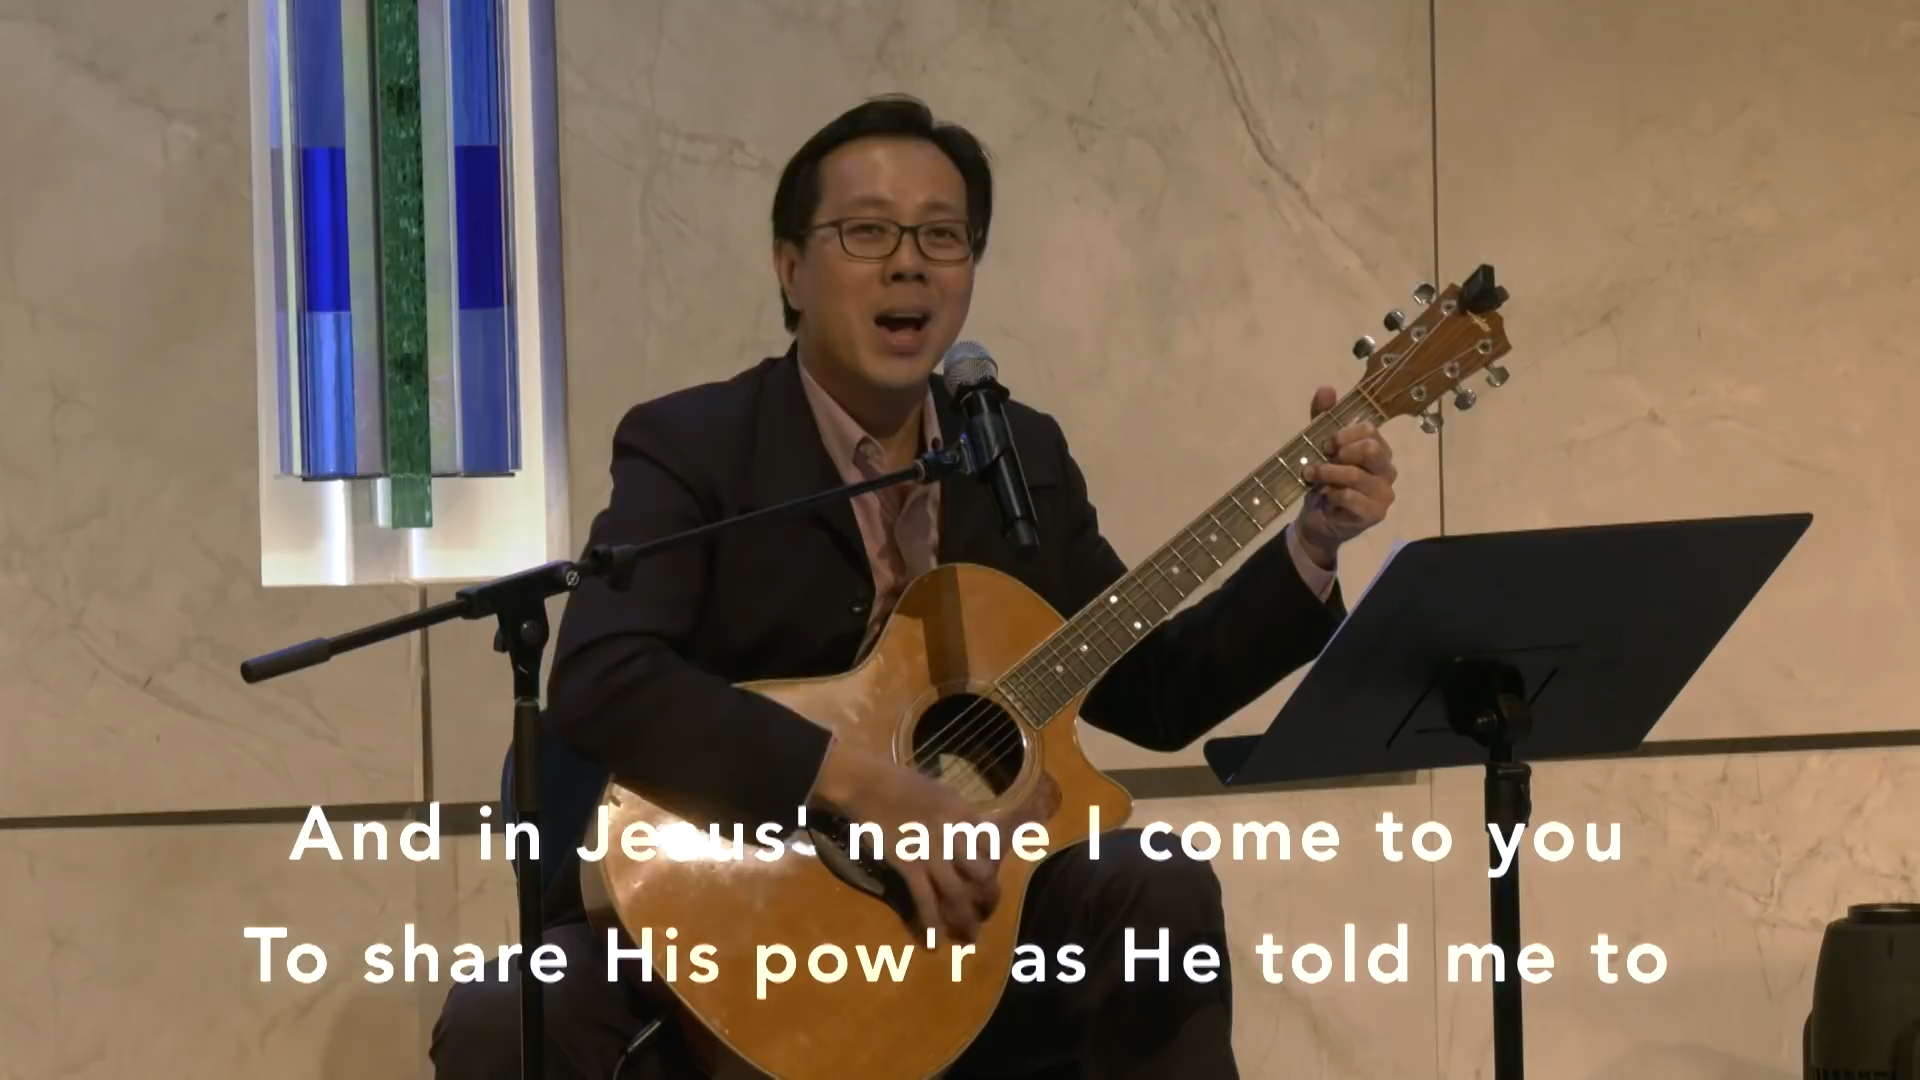 And in Jesus' name I come to you
To share His pow'r as He told me to